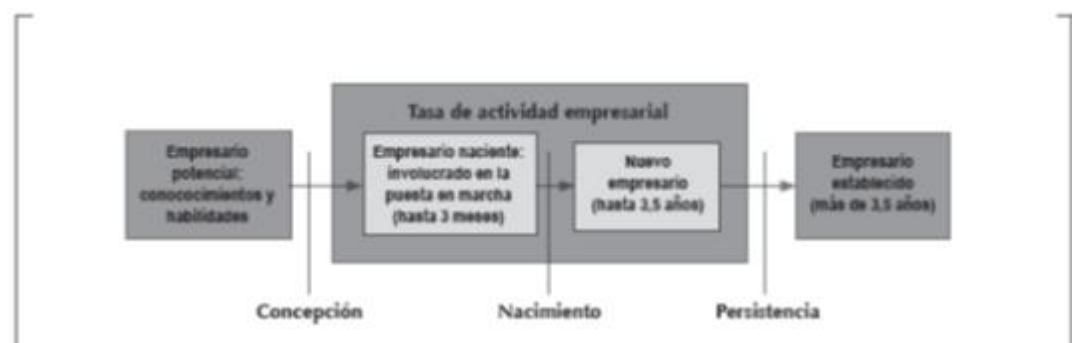 Tasa de actividad empresarial
Empresario
potencial:
conococimientos y
habilidades
Empresario naciente:
involucrado en la
puesta en marcha
(hasta 3 meses)
Nuevo
empresario
(hasta 3,5 años)
Empresario
establecido
(más de 3,5 años)
Concepción
Nacimiento
Persistencia